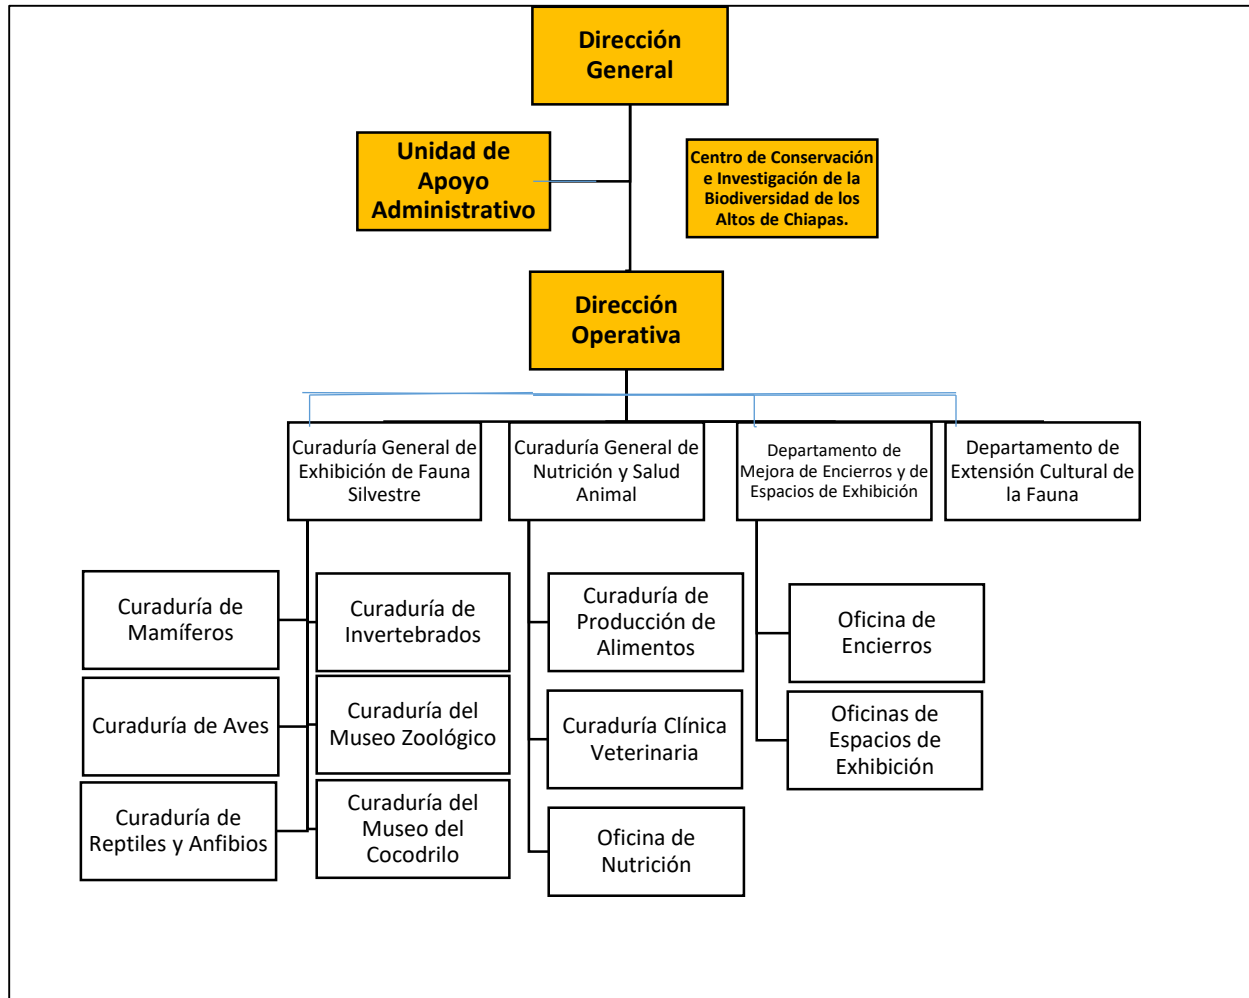 Dirección
General
Unidad de
Apoyo
Administrativo
Centro de Conservación
e Investigación de la
Biodiversidad de los
Altos de Chiapas.
Dirección
Operativa
Curaduría General de
Exhibición de Fauna
Silvestre
Curaduría General de
Nutrición y Salud
Animal
Departamento de
Mejora de Encierros y de
Espacios de Exhibición
Departamento de
Extensión Cultural de
la Fauna
Curaduría de
Mamíferos
Curaduría de
Invertebrados
Curaduría de
Producción de
Alimentos
Oficina de
Encierros
Curaduría de Aves
Curaduría del
Museo Zoológico
Curaduría Clínica
Veterinaria
Oficinas de
Espacios de
Exhibición
Curaduría de
Reptiles y Anfibios
Curaduría del
Museo del
Cocodrilo
Oficina de
Nutrición